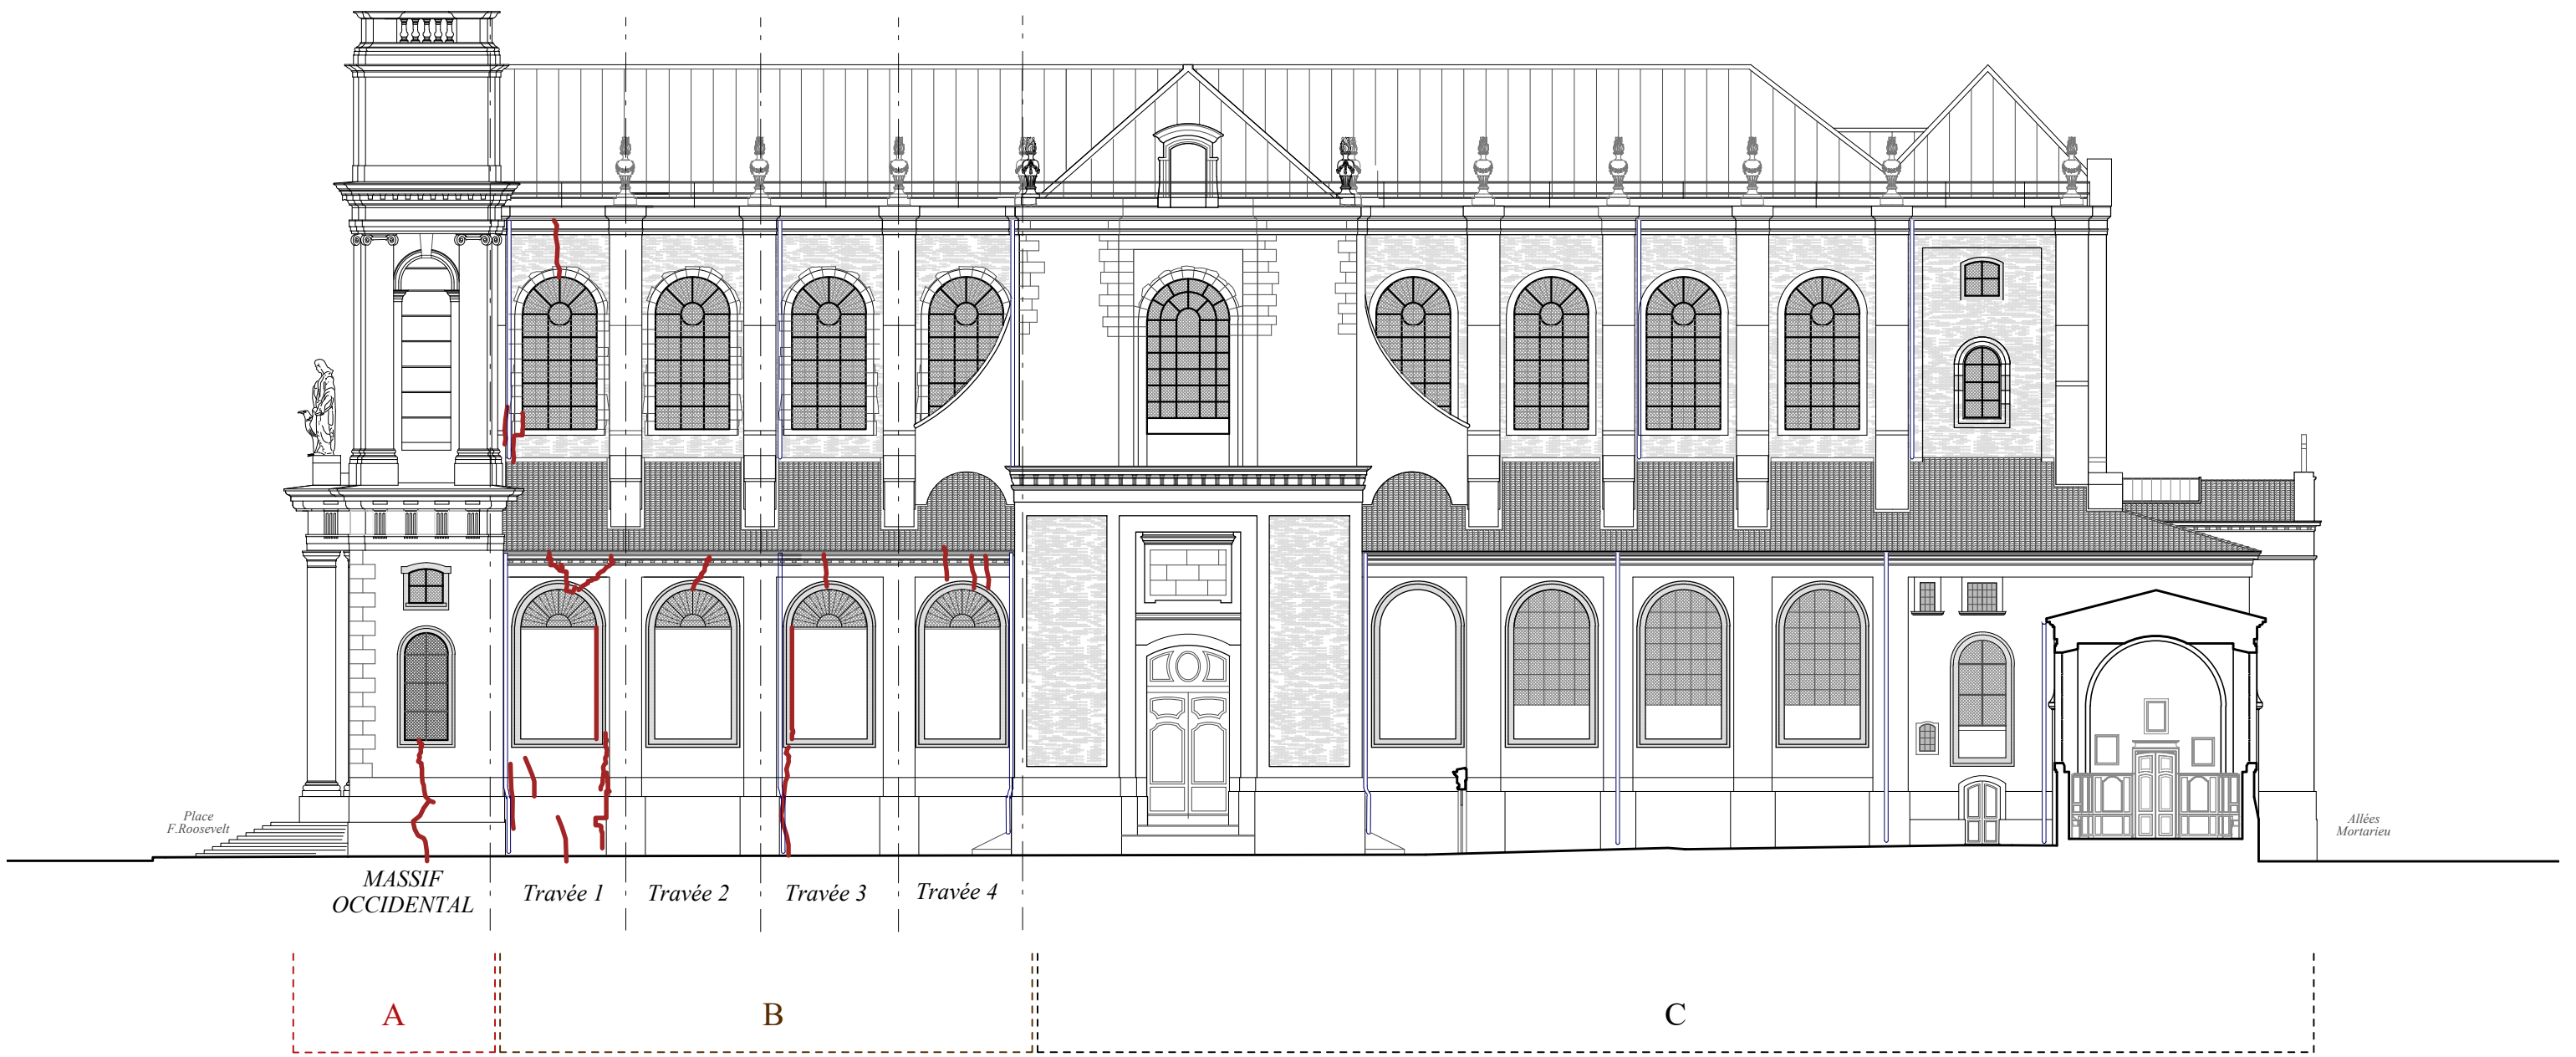 Place
F.Roosevelt
Allées
Mortarieu
MASSIF
OCCIDENTAL
Travée 1
Travée 2
Travée 3
Travée 4
A
B
C